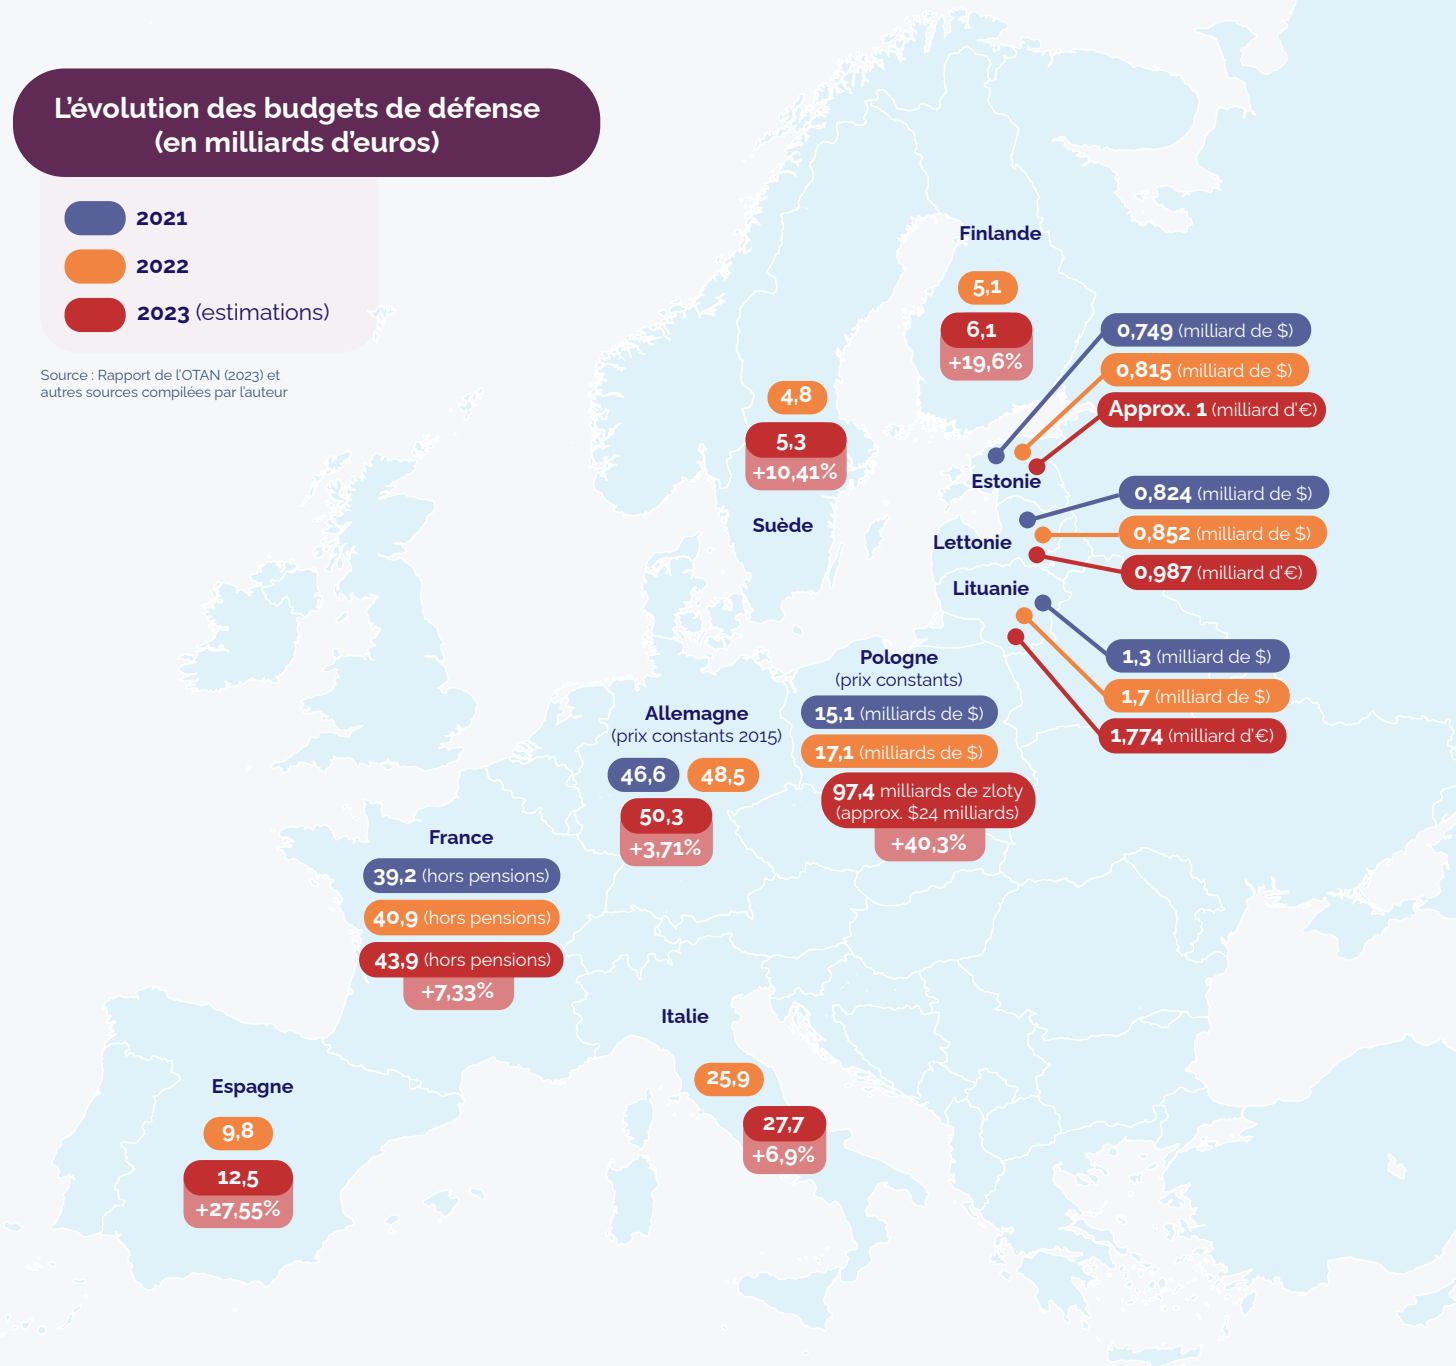 L'évolution des budgets de défense
(en milliards d'euros)
2021
2022
2023 (estimations)
Source : Rapport de l'OTAN (2023) et
autres sources compilées par l'auteur
Finlande
5,1
6,1
+19,6%
4,8
5,3
+10,41%
Suède
0,749 (milliard de $)
0,815 (milliard de $)
Approx. 1 (milliard d'€)
Estonie
0,824 (milliard de $)
0,852 (milliard de $)
0,987 (milliard d'€)
Lettonie
Lituanie
1,3 (milliard de $)
1,7 (milliard de $)
1,774 (milliard d'€)
Pologne
(prix constants)
15,1 (milliards de $)
17,1 (milliards de $)
97,4 milliards de zloty
(approx. $24 milliards)
+40,3%
Allemagne
(prix constants 2015)
46,6
48,5
50,3
+3,71%
France
39,2 (hors pensions)
40,9 (hors pensions)
43,9 (hors pensions)
+7,33%
Italie
25,9
27,7
+6,9%
Espagne
9,8
12,5
+27,55%